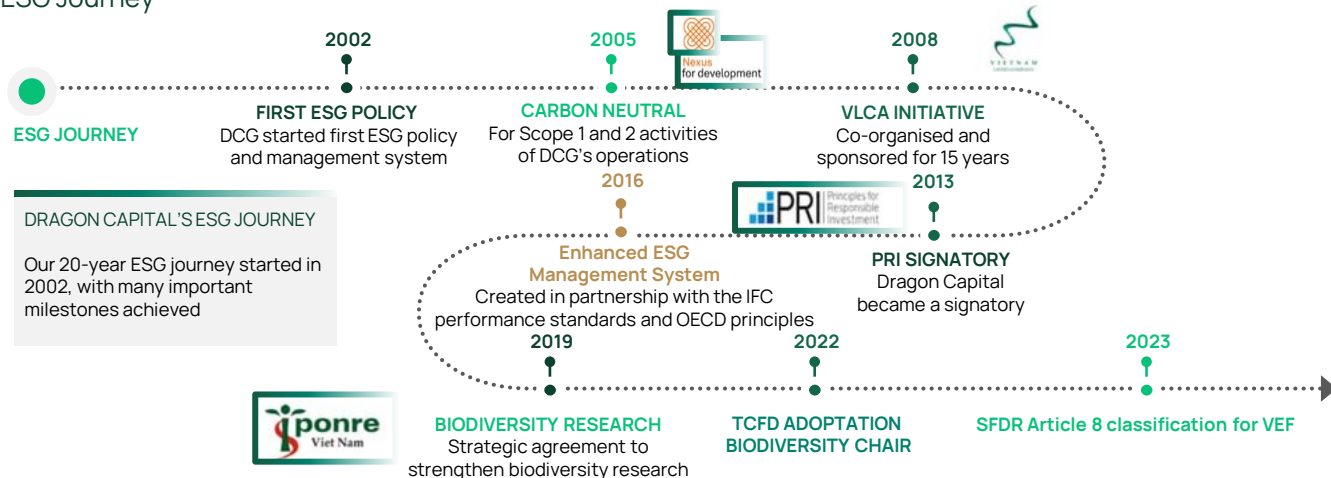 ESG Journey
2002
2005
2008
Nexus
for development
VIETNAM
ESG JOURNEY
FIRST ESG POLICY
DCG started first ESG policy
and management system
CARBON NEUTRAL
For Scope 1 and 2 activities
of DCG's operations
VLCA INITIATIVE
Co-organised and
sponsored for 15 years
2016
2013
PRI
Principles for
Responsible
Investment
DRAGON CAPITAL'S ESG JOURNEY
Our 20-year ESG journey started in
2002, with many important
milestones achieved
Enhanced ESG
Management System
Created in partnership with the IFC
performance standards and OECD principles
PRI SIGNATORY
Dragon Capital
became a signatory
2019
2022
2023
iponre
Viet Nam
BIODIVERSITY RESEARCH
Strategic agreement to
strengthen biodiversity research
TCFD ADOPTATION
BIODIVERSITY CHAIR
SFDR Article 8 classification for VEF